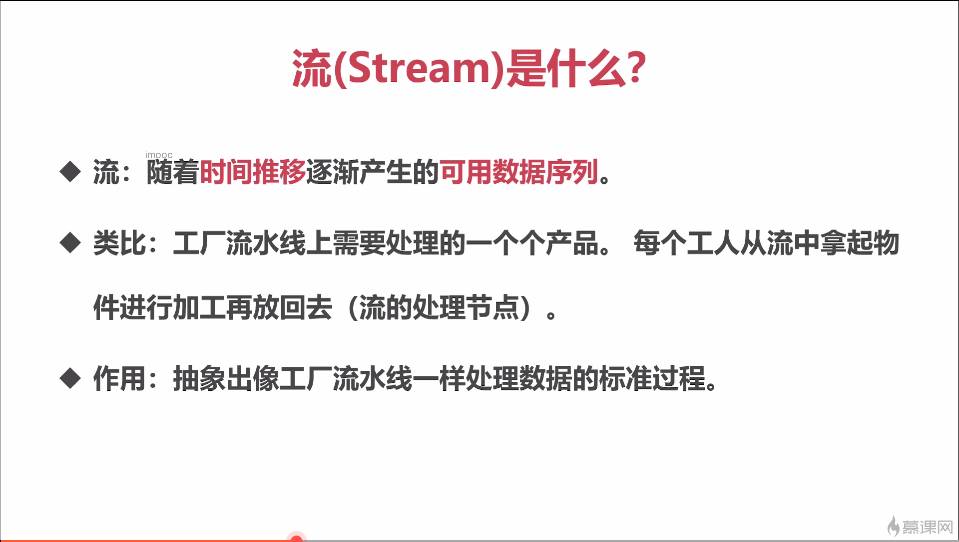 流(Stream)是什么?
imooc
◆ 流：随着时间推移逐渐产生的可用数据序列。
◆ 类比：工厂流水线上需要处理的一个个产品。 每个工人从流中拿起物
件进行加工再放回去（流的处理节点）。
◆ 作用：抽象出像工厂流水线一样处理数据的标准过程。
慕课网